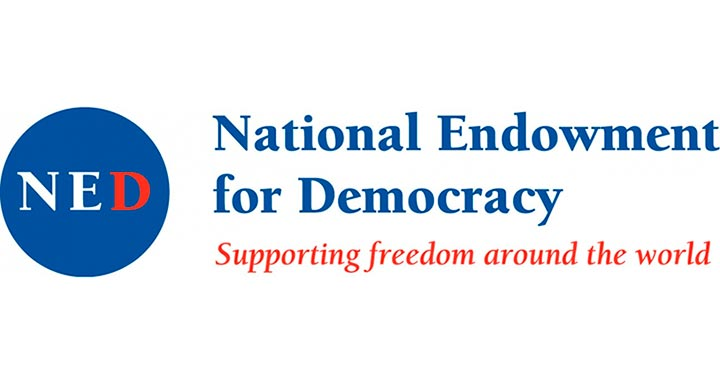 NED
National Endowment
for Democracy
Supporting freedom around the world